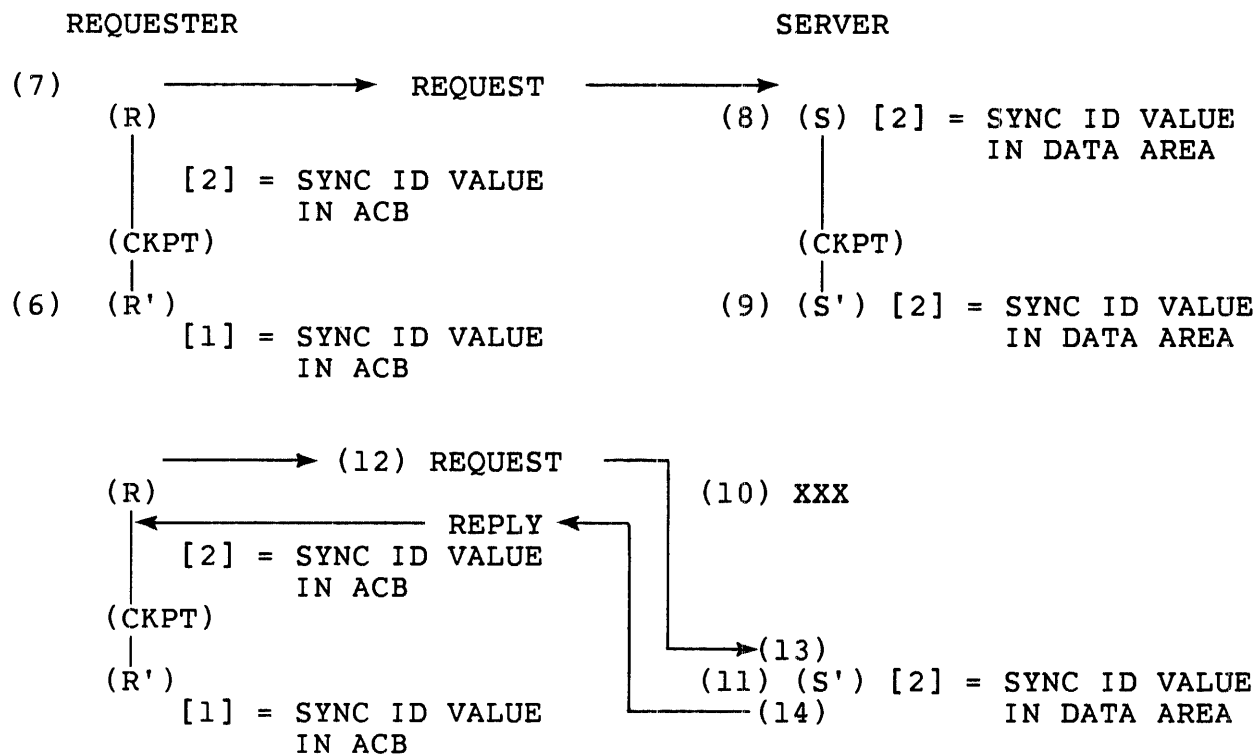 REQUESTER SERVER
(7) REQUEST
(R) (8) (S) [2] = SYNC ID VALUE
IN DATA AREA
[2] = SYNC ID VALUE
IN ACB
(CKPT) (CKPT)
(6) (R') (9) (S') [2] = SYNC ID VALUE
[1] = SYNC ID VALUE IN DATA AREA
IN ACB
(12) REQUEST
(R) (10) XXX
REPLY
[2] = SYNC ID VALUE
IN ACB
(CKPT)
(13)
(R') (11) (S') [2] = SYNC ID VALUE
[1] = SYNC ID VALUE (14) IN DATA AREA
IN ACB